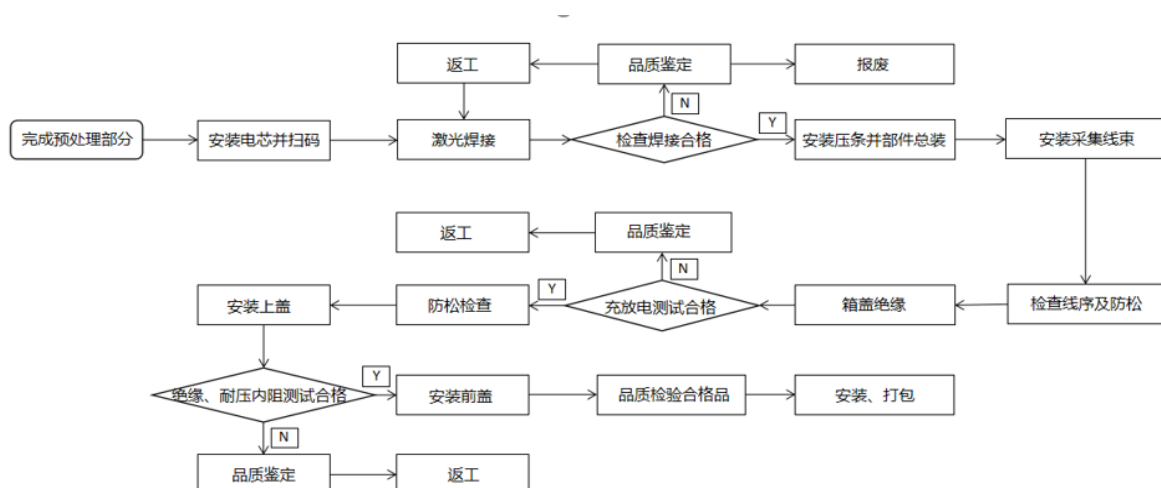 返工
品质鉴定
报废
N
Y
完成预处理部分
安装电芯并扫码
激光焊接
检查焊接合格
安装压条并部件总装
安装采集线束
返工
品质鉴定
N
Y
安装上盖
防松检查
充放电测试合格
箱盖绝缘
检查线序及防松
Y
绝缘、耐压内阻测试合格
安装前盖
品质检验合格品
安装、打包
N
品质鉴定
返工